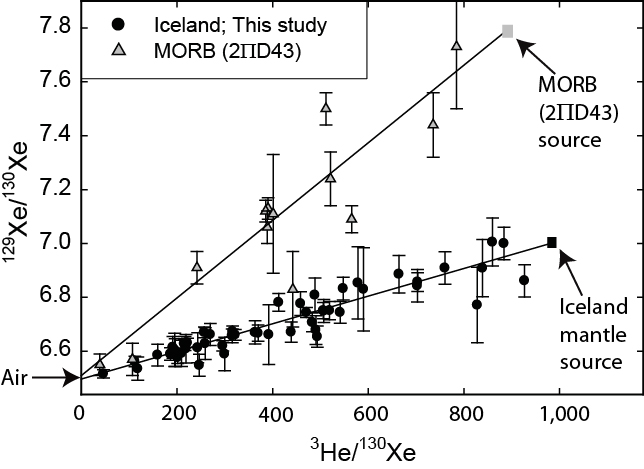 7.8
7.6
7.4
7.2
7.0
6.8
6.6
129Xe/130Xe
Iceland; This study
MORB (2ΠD43)
MORB
(2ΠD43)
source
Iceland
mantle
source
Air
0
200
400
600
800
1,000
3He/130Xe